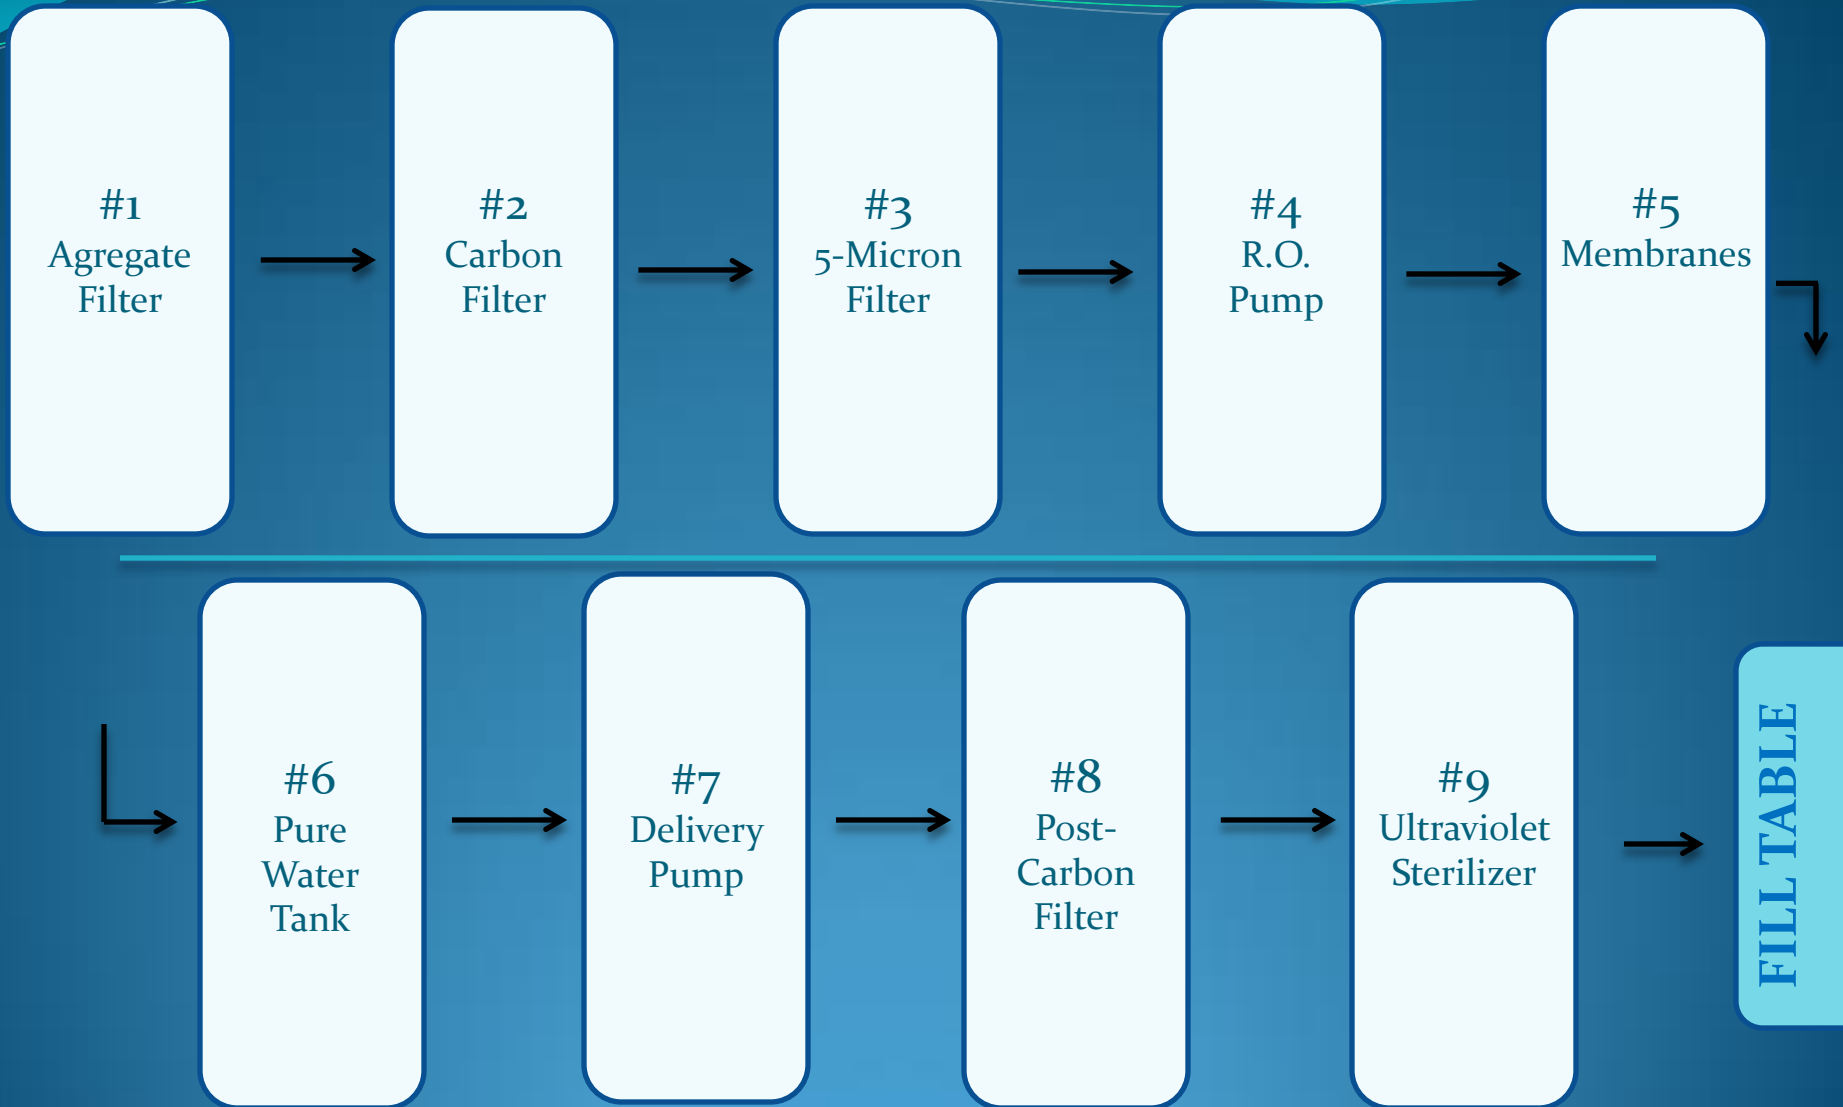 #1
Agregate
Filter
#2
Carbon
Filter
#3
5-Micron
Filter
#4
R.O.
Pump
#5
Membranes
#6
Pure
Water
Tank
#7
Delivery
Pump
#8
Post-
Carbon
Filter
#9
Ultraviolet
Sterilizer
FILL TABLE